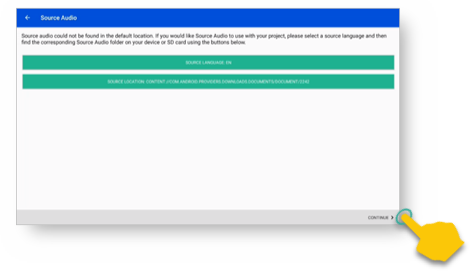 Source Audio
Source audio could not be found in the default location. If you would like Source Audio to use with your project, please select a source language and then
find the corresponding Source Audio folder on your device or SD card using the buttons below.
SOURCE LANGUAGE: EN
SOURCE LOCATION: CONTENT://COM.ANDROID.PROVIDERS.DOWNLOADS.DOCUMENTS/DOCUMENT/
CONTINUE